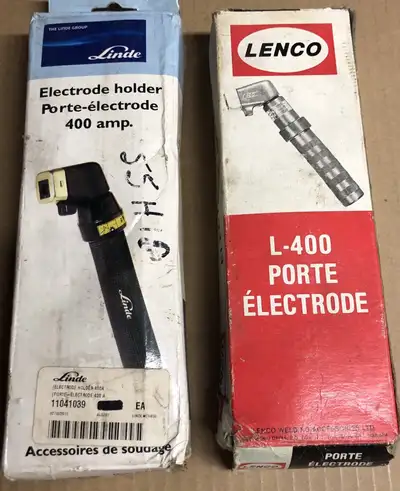 THE LINDE GROUP
Linde
Electrode holder
Porte-électrode
400 amp.
Linde
Linde
11041039
EA
Accessoires de soudage
LENCO
L-400
PORTE
ÉLECTRODE
LENCO
PORTE
ÉLECTRODE